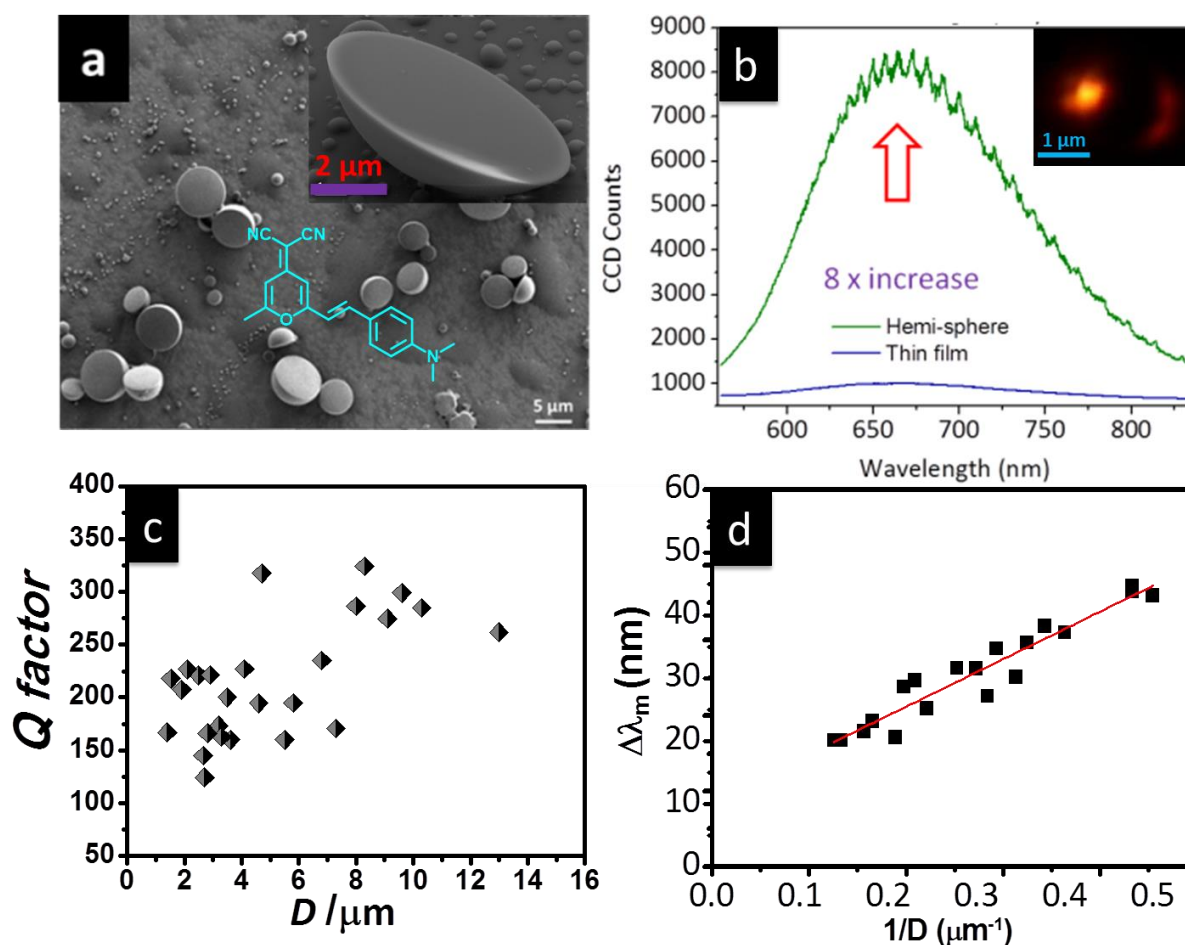 a
2 µm
NC
CN
O
N
5 µm
b
1 µm
9000
8000
7000
6000
5000
4000
3000
2000
1000
CCD Counts
8 x increase
Hemi-sphere
Thin film
600 650 700 750 800
Wavelength (nm)
c
400
350
300
250
200
150
100
50
Q factor
0 2 4 6 8 10 12 14 16
D /µm
d
60
50
40
30
20
10
0
Δλm (nm)
0.0 0.1 0.2 0.3 0.4 0.5
1/D (µm⁻¹)